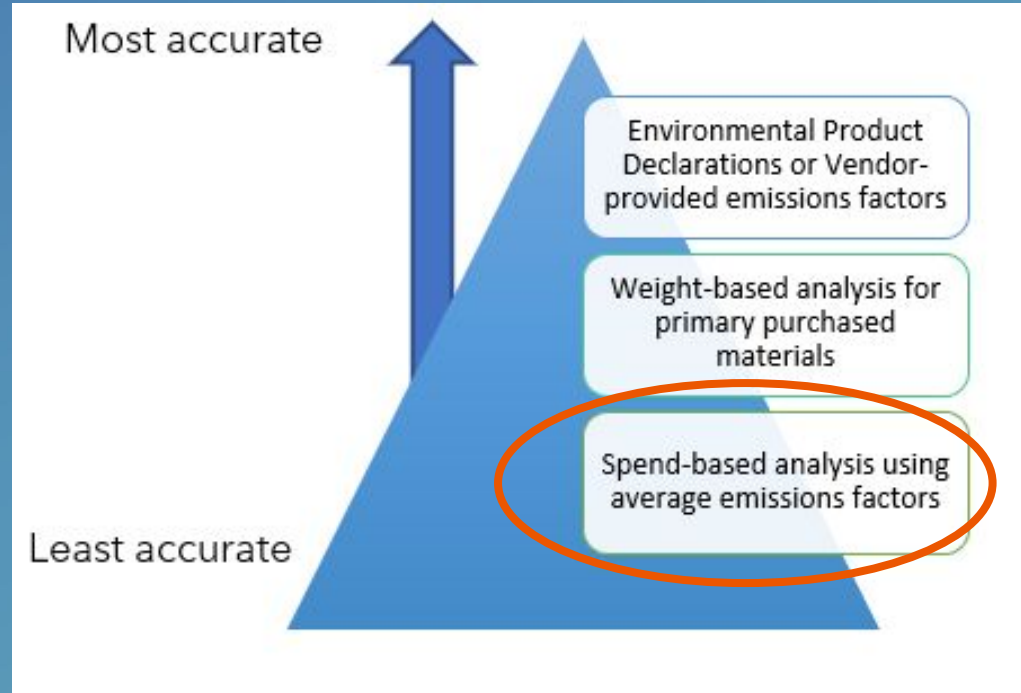 Most accurate
Environmental Product
Declarations or Vendor-
provided emissions factors
Weight-based analysis for
primary purchased
materials
Spend-based analysis using
average emissions factors
Least accurate